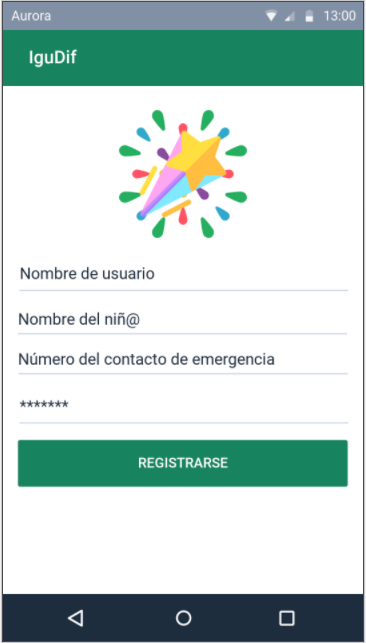 Aurora 13:00
IguDif
Nombre de usuario
Nombre del niñ@
Número del contacto de emergencia
*******
REGISTRARSE